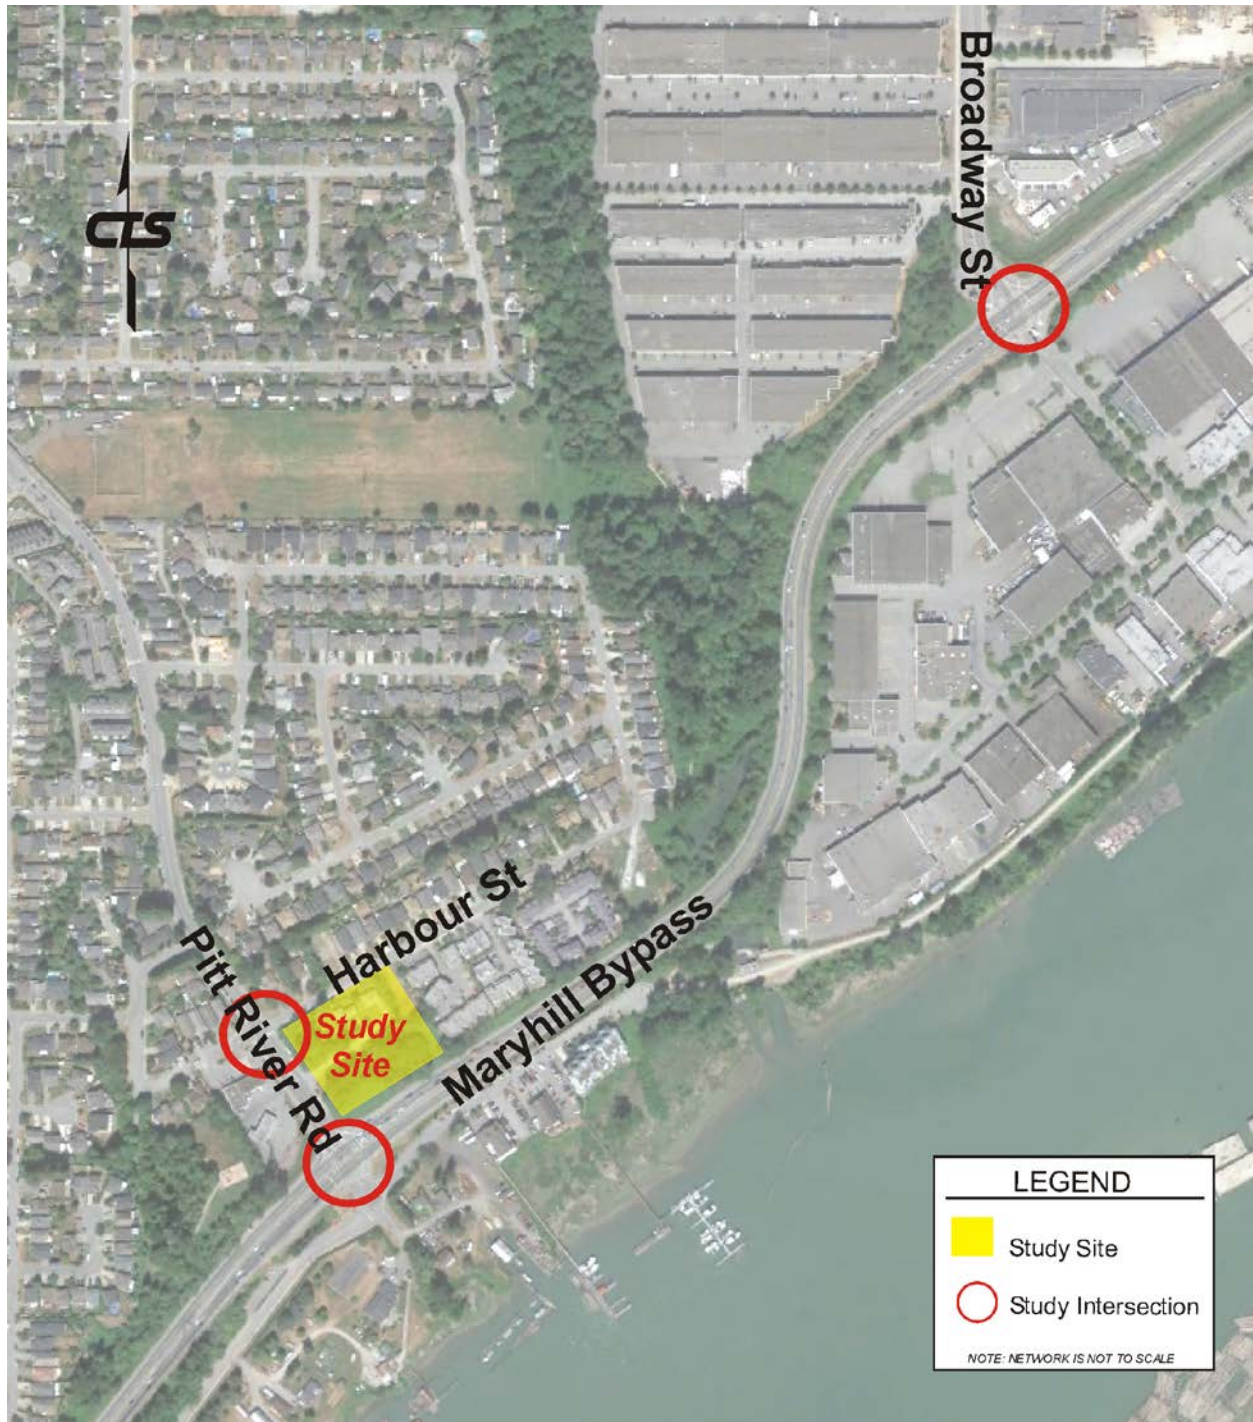 Broadway St
CTS
Harbour St
Pitt River Rd
Study
Site
Maryhill Bypass
LEGEND
Study Site
Study Intersection
NOTE: NETWORK IS NOT TO SCALE